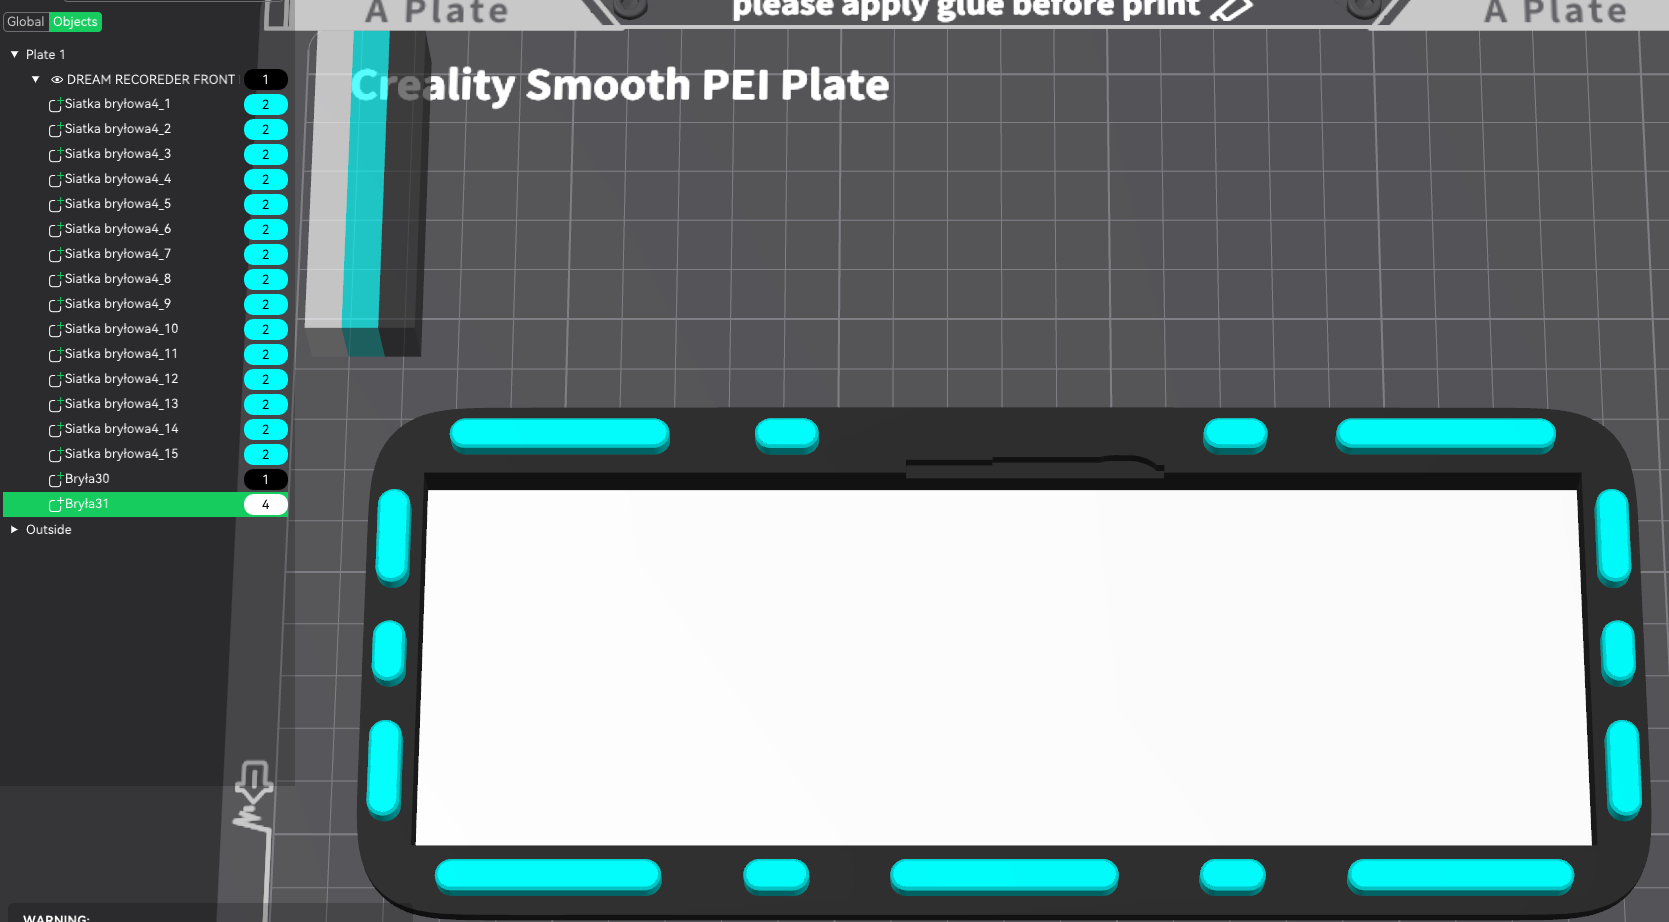 A Plate
please apply glue before print
A Plate
Global Objects
Plate 1
DREAM RECOREDER FRONT 1
Creality Smooth PEI Plate
Siatka bryłowa4_1 2
Siatka bryłowa4_2 2
Siatka bryłowa4_3 2
Siatka bryłowa4_4 2
Siatka bryłowa4_5 2
Siatka bryłowa4_6 2
Siatka bryłowa4_7 2
Siatka bryłowa4_8 2
Siatka bryłowa4_9 2
Siatka bryłowa4_10 2
Siatka bryłowa4_11 2
Siatka bryłowa4_12 2
Siatka bryłowa4_13 2
Siatka bryłowa4_14 2
Siatka bryłowa4_15 2
Bryła30 1
Bryła31 4
Outside
WARNING: